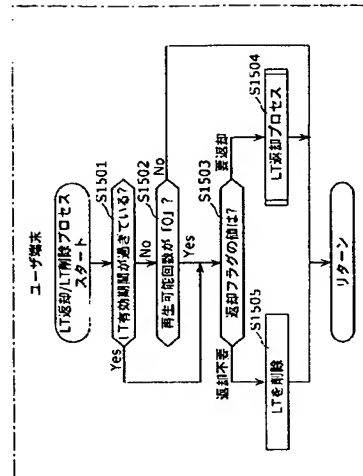 ユーザ端末
LT返却/LT削除プロセス
スタート
S1501
LT有効期間が過ぎている?
Yes
No
S1502
再生可能回数が「0」?
No
Yes
S1503
返却フラグの値は?
返却不要
要返却
S1505
LTを削除
S1504
LT返却プロセス
リターン